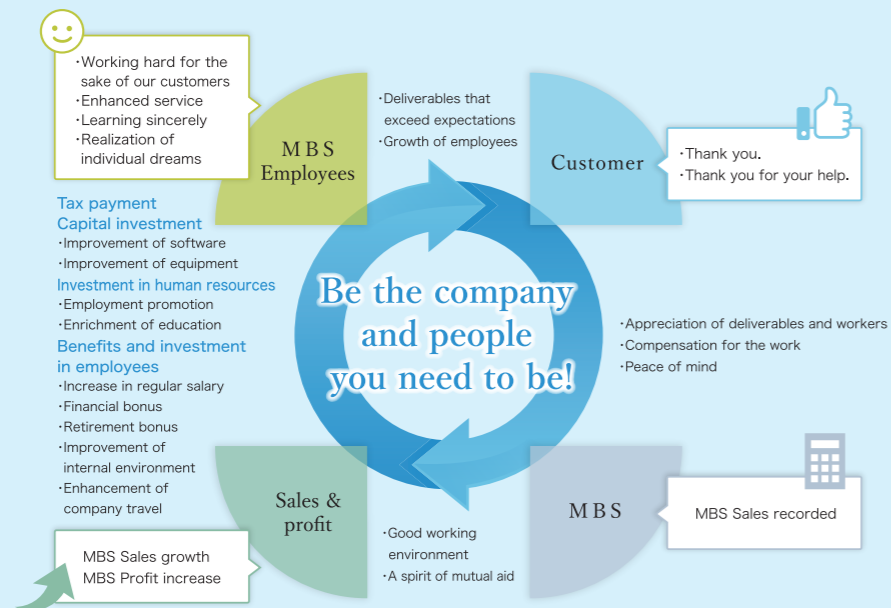 ·Working hard for the
sake of our customers
·Enhanced service
·Learning sincerely
·Realization of
individual dreams
MBS
Employees
·Deliverables that
exceed expectations
·Growth of employees
Customer
·Thank you.
·Thank you for your help.
Tax payment
Capital investment
·Improvement of software
·Improvement of equipment
Investment in human resources
·Employment promotion
·Enrichment of education
Benefits and investment
in employees
·Increase in regular salary
·Financial bonus
·Retirement bonus
·Improvement of
internal environment
·Enhancement of
company travel
Be the company
and people
you need to be!
·Appreciation of deliverables and workers
·Compensation for the work
·Peace of mind
Sales &
profit
MBS Sales growth
MBS Profit increase
·Good working
environment
·A spirit of mutual aid
MBS
MBS Sales recorded